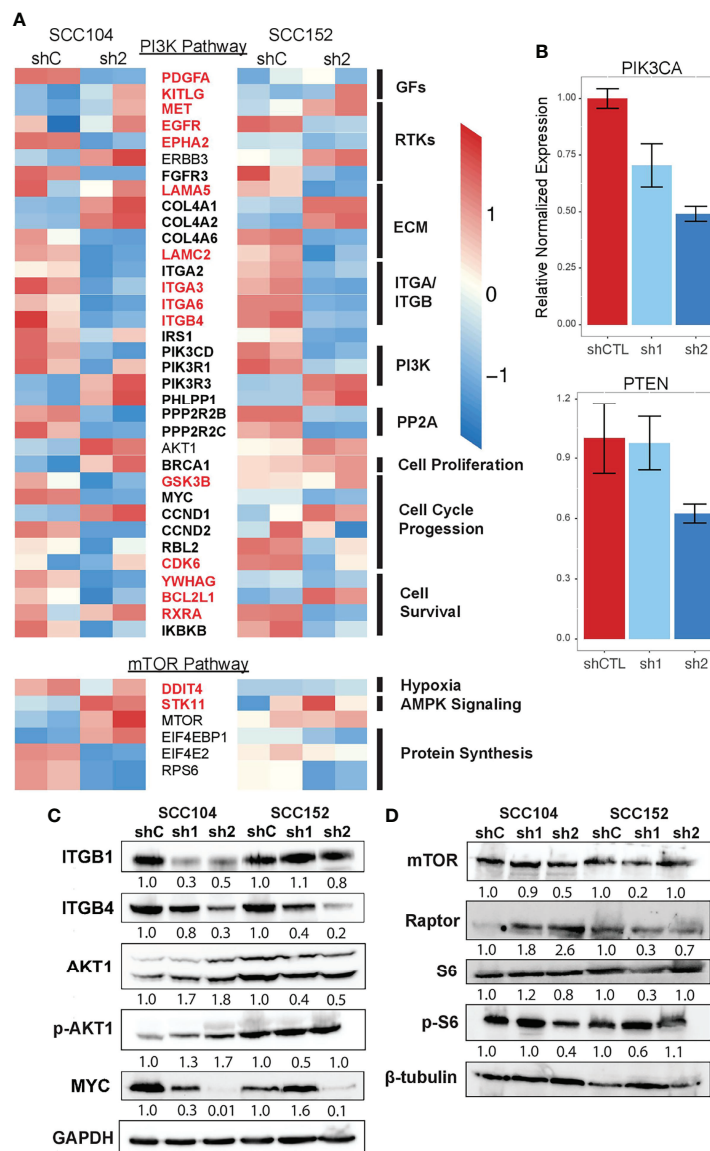 A
SCC104 PI3K Pathway SCC152
shC sh2 shC sh2
PDGFA
KITLG
MET
EGFR
EPHA2
ERBB3
FGFR3
LAMA5
COL4A1
COL4A2
COL4A6
LAMC2
ITGA2
ITGA3
ITGA6
ITGB4
IRS1
PIK3CD
PIK3R1
PIK3R3
PHLPP1
PPP2R2B
PPP2R2C
AKT1
BRCA1
GSK3B
MYC
CCND1
CCND2
RBL2
CDK6
YWHAG
BCL2L1
RXRA
IKBKB
GFs
RTKs
ECM
ITGA/
ITGB
PI3K
PP2A
Cell Proliferation
Cell Cycle
Progession
Cell
Survival
1
0
−1
mTOR Pathway
DDIT4
STK11
MTOR
EIF4EBP1
EIF4E2
RPS6
Hypoxia
AMPK Signaling
Protein Synthesis
B
PIK3CA
Relative Normalized Expression
1.00
0.75
0.50
0.25
0.00
shCTL sh1 sh2
PTEN
1.2
0.9
0.6
0.3
0.0
shCTL sh1 sh2
C
SCC104 SCC152
shC sh1 sh2 shC sh1 sh2
ITGB1
1.0 0.3 0.5 1.0 1.1 0.8
ITGB4
1.0 0.8 0.3 1.0 0.4 0.2
AKT1
1.0 1.7 1.8 1.0 0.4 0.5
p-AKT1
1.0 1.3 1.7 1.0 0.5 1.0
MYC
1.0 0.3 0.01 1.0 1.6 0.1
GAPDH
D
SCC104 SCC152
shC sh1 sh2 shC sh1 sh2
mTOR
1.0 0.9 0.5 1.0 0.2 1.0
Raptor
1.0 1.8 2.6 1.0 0.3 0.7
S6
1.0 1.2 0.8 1.0 0.3 1.0
p-S6
1.0 1.0 0.4 1.0 0.6 1.1
β-tubulin